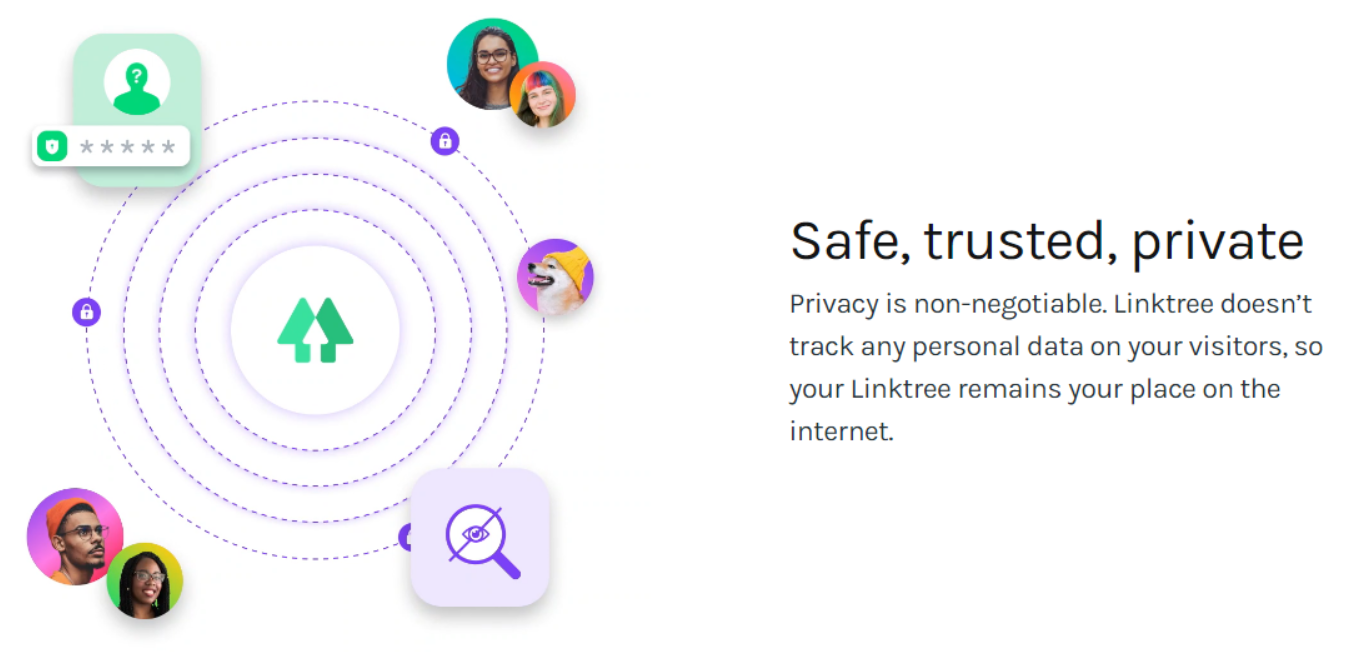 ?
*****
Safe, trusted, private
Privacy is non-negotiable. Linktree doesn’t
track any personal data on your visitors, so
your Linktree remains your place on the
internet.